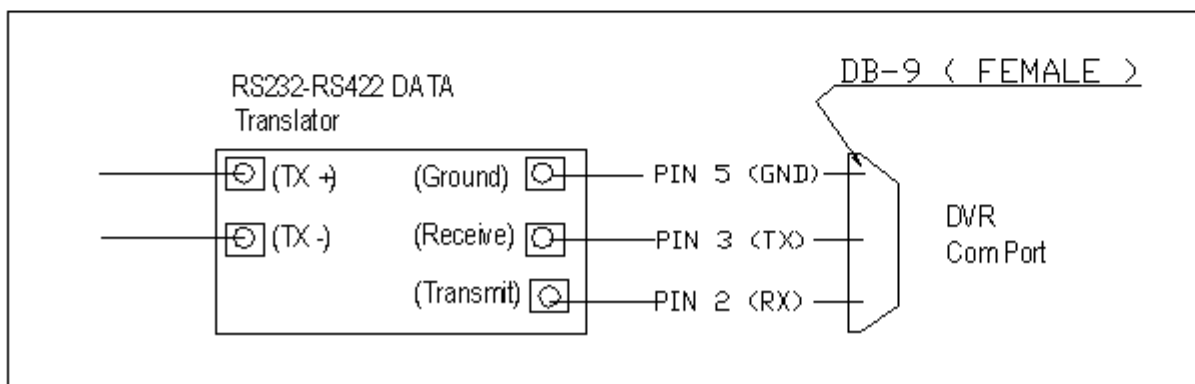 DB-9 ( FEMALE )
RS232-RS422 DATA
Translator
(TX +) (Ground) PIN 5 (GND)
(TX -) (Receive) PIN 3 (TX)
(Transmit) PIN 2 (RX)
DVR
Com Port